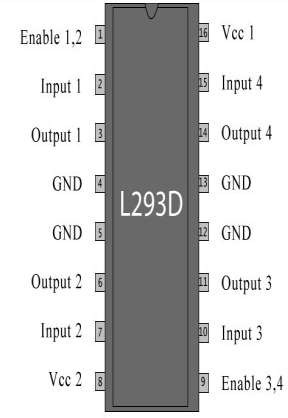 Enable 1,2
1
16
Vcc 1
Input 1
2
15
Input 4
Output 1
3
14
Output 4
GND
4
13
GND
L293D
GND
5
12
GND
Output 2
6
11
Output 3
Input 2
7
10
Input 3
Vcc 2
8
9
Enable 3,4